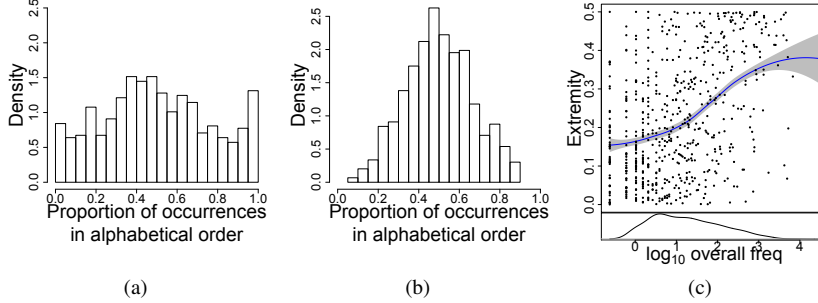 2.5
2.0
1.5
1.0
0.5
0.0
Density
0.0 0.2 0.4 0.6 0.8 1.0
Proportion of occurrences
in alphabetical order
(a)
2.5
2.0
1.5
1.0
0.5
0.0
Density
0.0 0.2 0.4 0.6 0.8 1.0
Proportion of occurrences
in alphabetical order
(b)
0.5
0.4
0.3
0.2
0.1
0.0
Extremity
0 1 2 3 4
log₁₀ overall freq
(c)